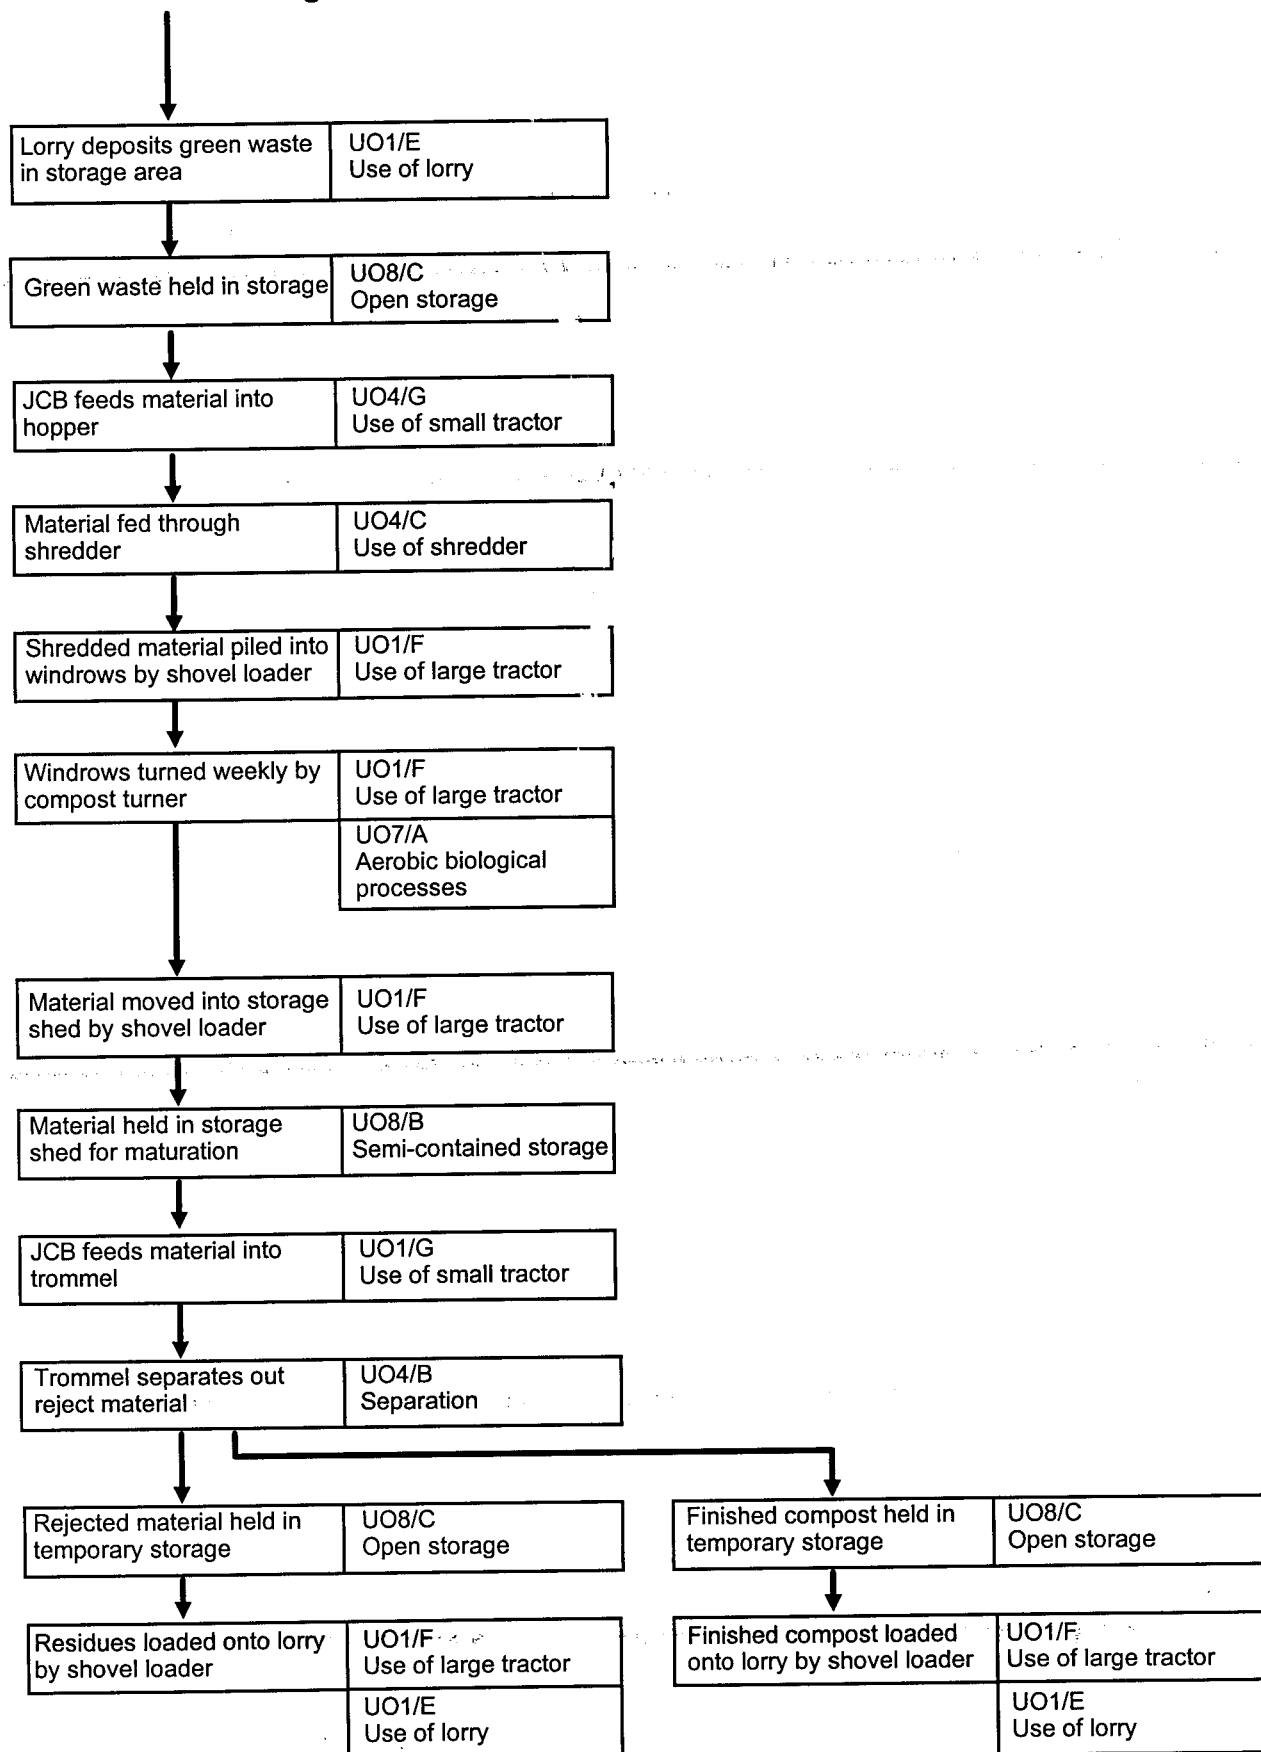 Lorry deposits green waste
in storage area
UO1/E
Use of lorry
Green waste held in storage
UO8/C
Open storage
JCB feeds material into
hopper
UO4/G
Use of small tractor
Material fed through
shredder
UO4/C
Use of shredder
Shredded material piled into
windrows by shovel loader
UO1/F
Use of large tractor
Windrows turned weekly by
compost turner
UO1/F
Use of large tractor
UO7/A
Aerobic biological
processes
Material moved into storage
shed by shovel loader
UO1/F
Use of large tractor
Material held in storage
shed for maturation
UO8/B
Semi-contained storage
JCB feeds material into
trommel
UO1/G
Use of small tractor
Trommel separates out
reject material
UO4/B
Separation
Rejected material held in
temporary storage
UO8/C
Open storage
Finished compost held in
temporary storage
UO8/C
Open storage
Residues loaded onto lorry
by shovel loader
UO1/F
Use of large tractor
UO1/E
Use of lorry
Finished compost loaded
onto lorry by shovel loader
UO1/F
Use of large tractor
UO1/E
Use of lorry